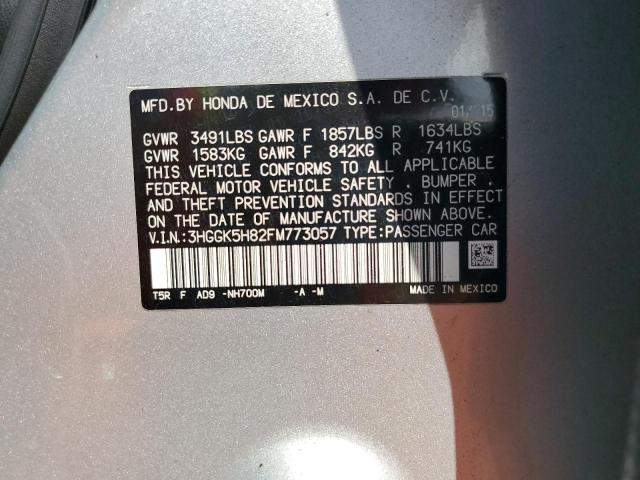 MFD.BY HONDA DE MEXICO S.A. DE C.V.
GVWR 3491LBS GAWR F 1857LBS R 1634LBS
GVWR 1583KG GAWR F 842KG R 741KG
THIS VEHICLE CONFORMS TO ALL APPLICABLE
FEDERAL MOTOR VEHICLE SAFETY , BUMPER ,
AND THEFT PREVENTION STANDARDS IN EFFECT
ON THE DATE OF MANUFACTURE SHOWN ABOVE.
V.I.N.:3HGGK5H82FM773057 TYPE:PASSENGER CAR
T5R F AD9 -NH700M -A -M MADE IN MEXICO